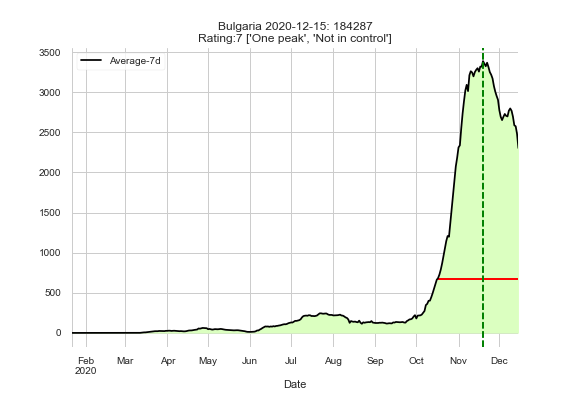 Bulgaria 2020-12-15: 184287
Rating:7 ['One peak', 'Not in control']
Average-7d
3500
3000
2500
2000
1500
1000
500
0
Feb Mar Apr May Jun Jul Aug Sep Oct Nov Dec
2020
Date